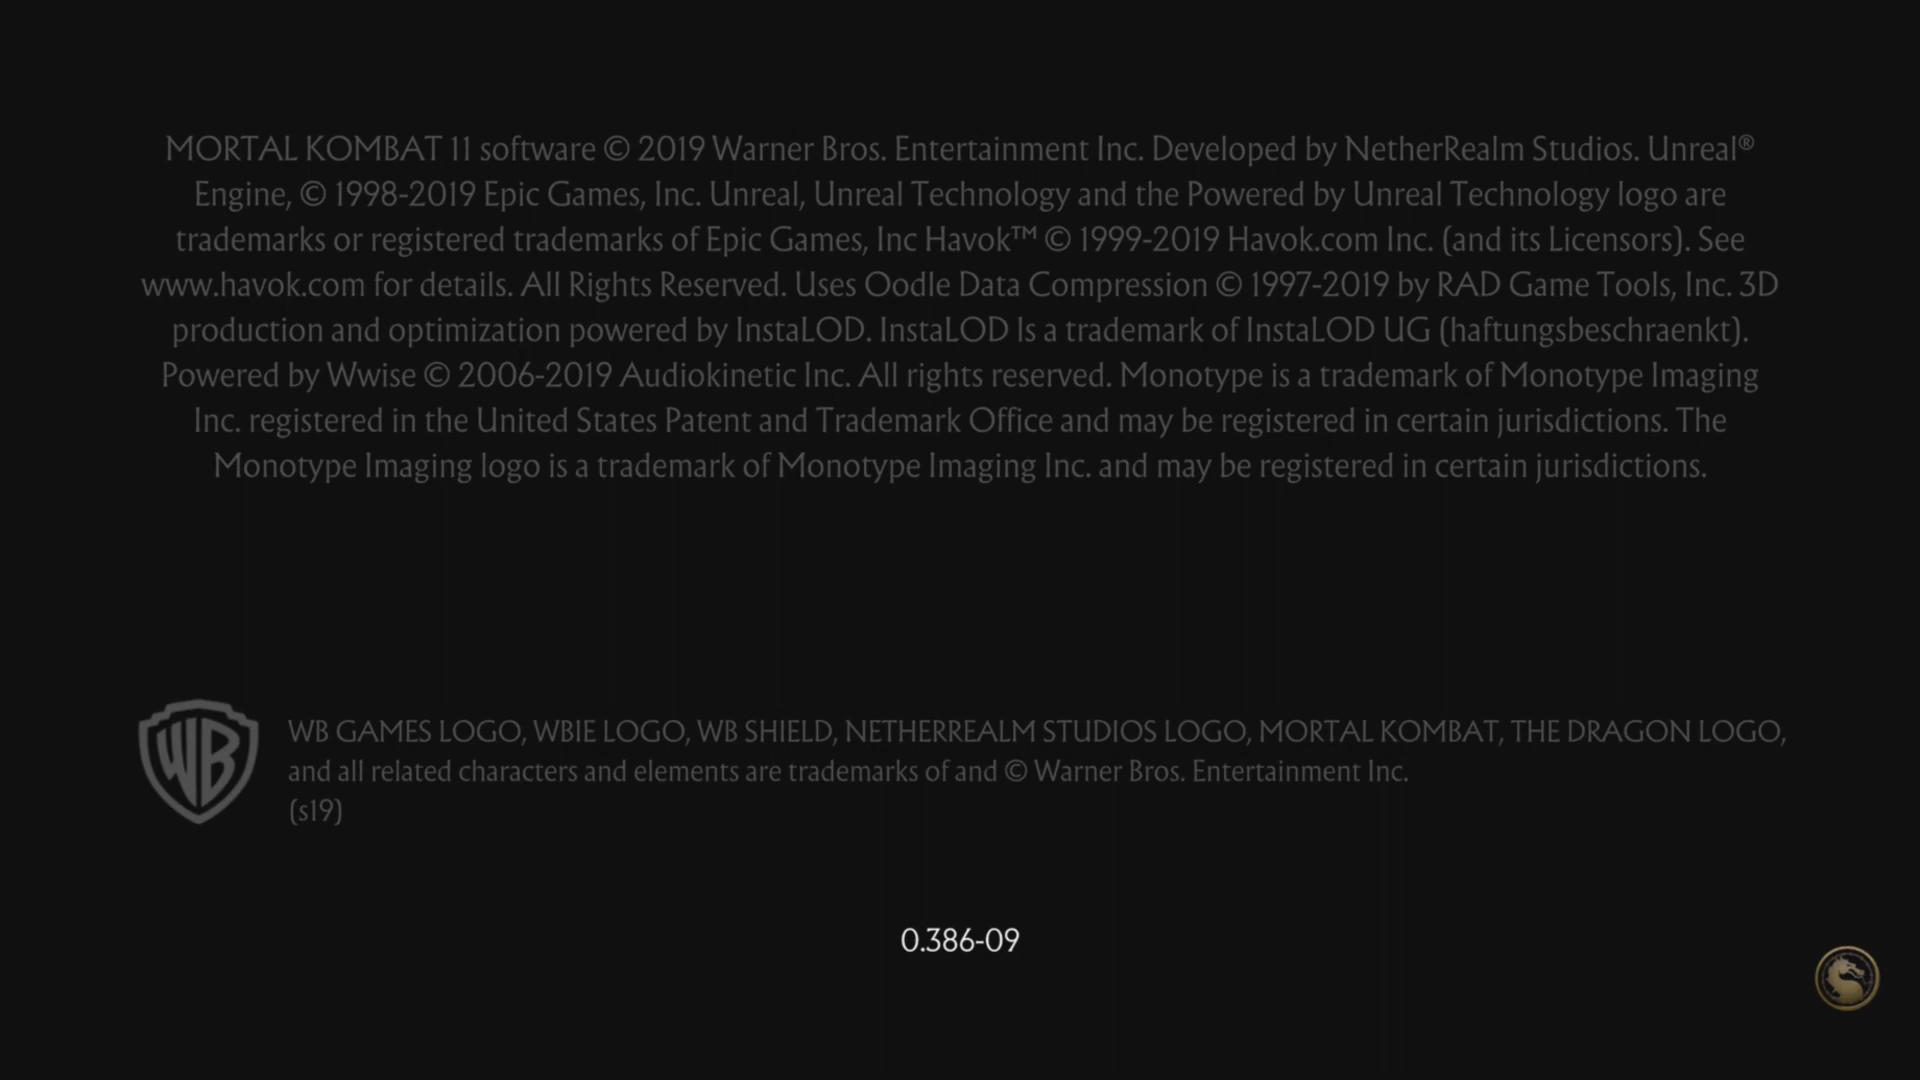 MORTAL KOMBAT 11 software © 2019 Warner Bros. Entertainment Inc. Developed by NetherRealm Studios. Unreal®
Engine, © 1998-2019 Epic Games, Inc. Unreal, Unreal Technology and the Powered by Unreal Technology logo are
trademarks or registered trademarks of Epic Games, Inc Havok™ © 1999-2019 Havok.com Inc. (and its Licensors). See
www.havok.com for details. All Rights Reserved. Uses Oodle Data Compression © 1997-2019 by RAD Game Tools, Inc. 3D
production and optimization powered by InstaLOD. InstaLOD Is a trademark of InstaLOD UG (haftungsbeschraenkt).
Powered by Wwise © 2006-2019 Audiokinetic Inc. All rights reserved. Monotype is a trademark of Monotype Imaging
Inc. registered in the United States Patent and Trademark Office and may be registered in certain jurisdictions. The
Monotype Imaging logo is a trademark of Monotype Imaging Inc. and may be registered in certain jurisdictions.
WB
WB GAMES LOGO, WBIE LOGO, WB SHIELD, NETHERREALM STUDIOS LOGO, MORTAL KOMBAT, THE DRAGON LOGO,
and all related characters and elements are trademarks of and © Warner Bros. Entertainment Inc.
(s19)
0.386-09